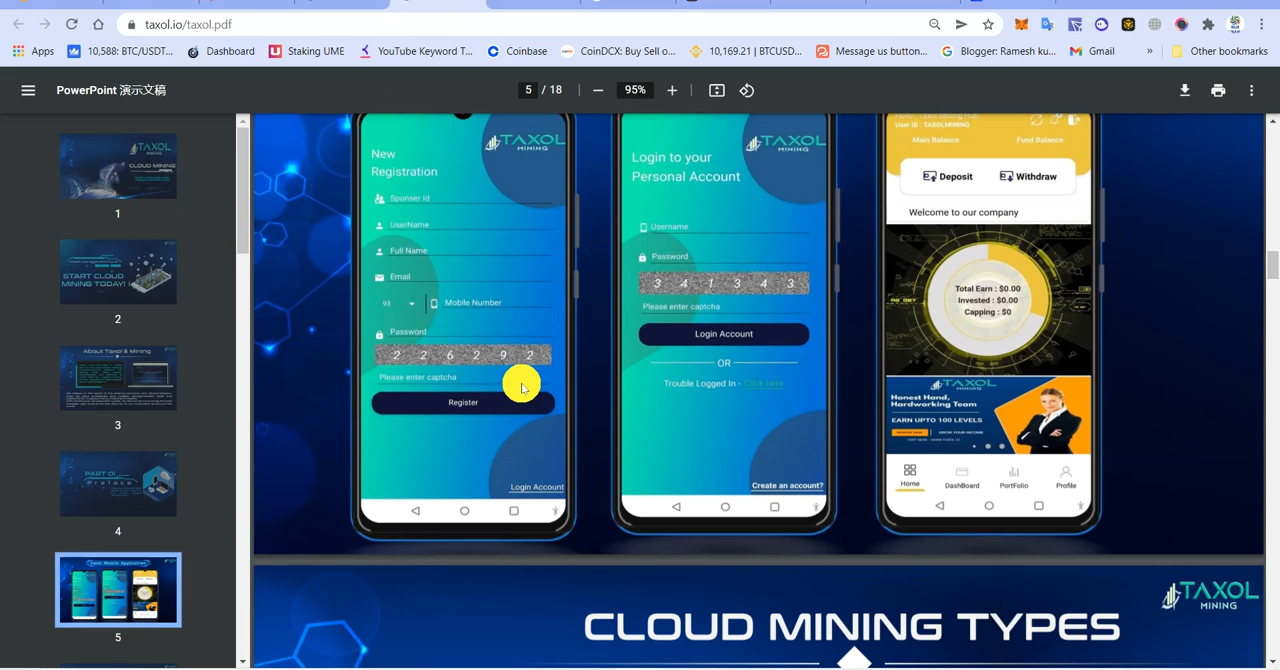 taxol.io/taxol.pdf
Apps
10,588: BTC/USDT...
Dashboard
Staking UME
YouTube Keyword T...
Coinbase
CoinDCX: Buy Sell o...
10,169.21 | BTCUSD...
Message us button...
Blogger: Ramesh ku...
Gmail
»
Other bookmarks
PowerPoint 演示文稿
5 / 18
95%
TAXOL
MINING
CLOUD MINING
1
START CLOUD
MINING TODAY!
2
About Taxol & Mining
3
PART 01
Preface
4
Taxol Mobile Application
5
TAXOL
MINING
New
Registration
Sponser Id
UserName
Full Name
Email
93
Mobile Number
Password
2 2 6 2 9 2
Please enter captcha
Register
Login Account
TAXOL
MINING
Login to your
Personal Account
Username
Password
3 4 1 3 4 3
Please enter captcha
Login Account
OR
Trouble Logged In - Click here
Create an account?
User ID : TAXOLMINING
Main Balance
Fund Balance
Deposit
Withdraw
Welcome to our company
Total Earn : $0.00
Invested : $0.00
Capping : $0
TAXOL
MINING
Honest Hand,
Hardworking Team
EARN UPTO 100 LEVELS
Home
DashBoard
PortFolio
Profile
TAXOL
MINING
CLOUD MINING TYPES